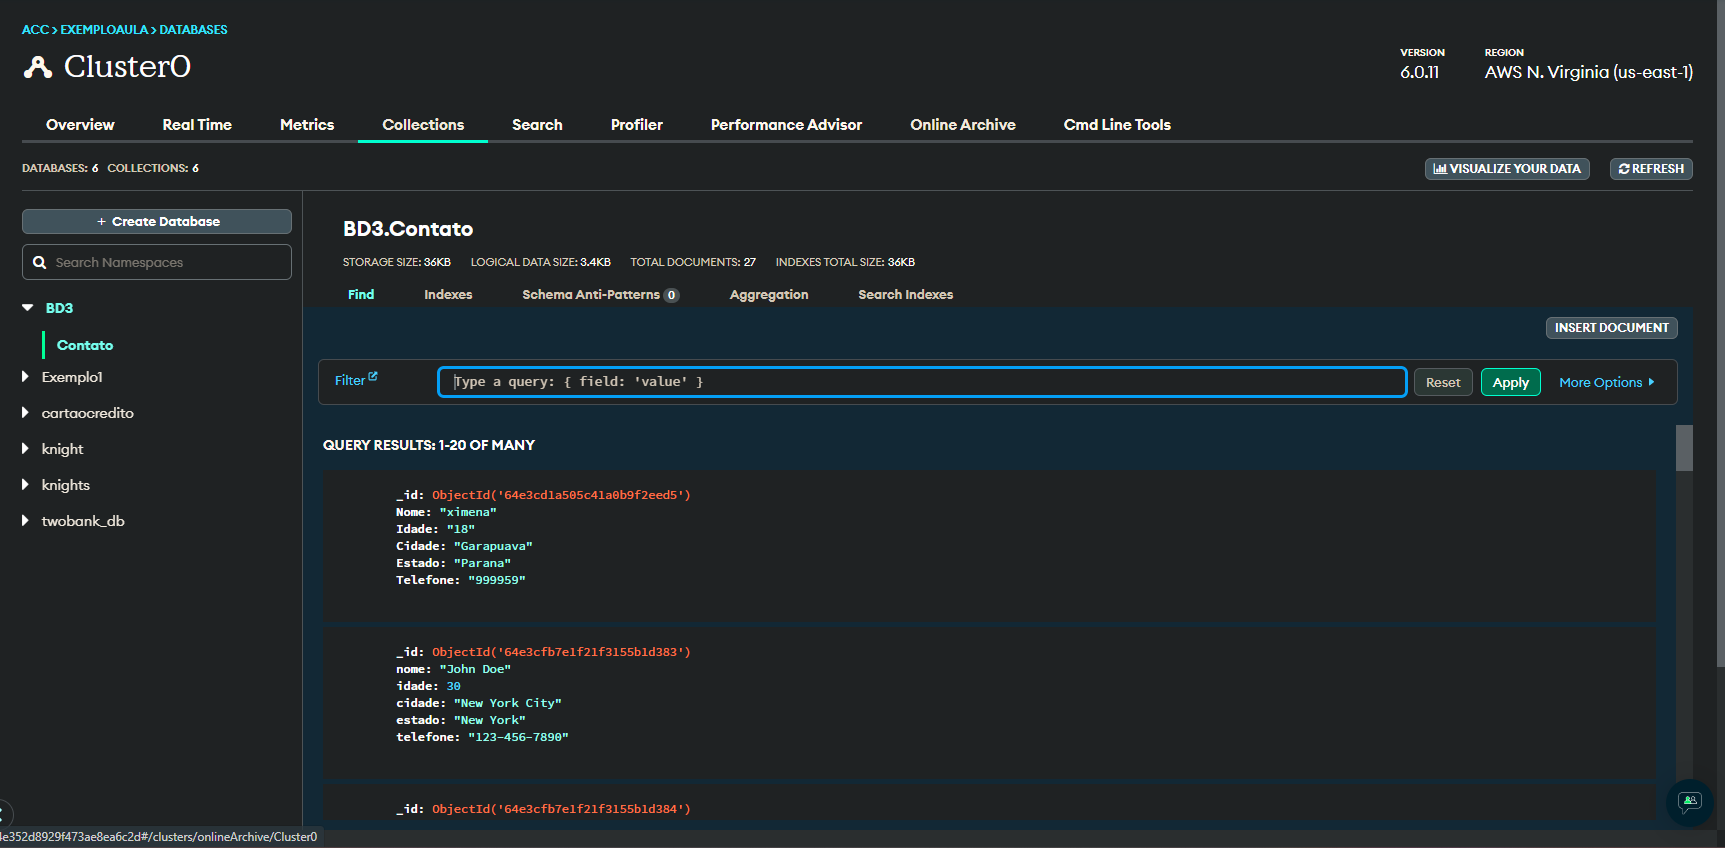 ACC > EXEMPLOAULA > DATABASES
Cluster0
VERSION
6.0.11
REGION
AWS N. Virginia (us-east-1)
Overview Real Time Metrics Collections Search Profiler Performance Advisor Online Archive Cmd Line Tools
DATABASES: 6 COLLECTIONS: 6
VISUALIZE YOUR DATA
REFRESH
+ Create Database
Search Namespaces
BD3
Contato
Exemplo1
cartaocredito
knight
knights
twobank_db
BD3.Contato
STORAGE SIZE: 36KB LOGICAL DATA SIZE: 3.4KB TOTAL DOCUMENTS: 27 INDEXES TOTAL SIZE: 36KB
Find Indexes Schema Anti-Patterns 0 Aggregation Search Indexes
INSERT DOCUMENT
Filter
Type a query: { field: 'value' }
Reset
Apply
More Options
QUERY RESULTS: 1-20 OF MANY
_id: ObjectId('64e3cd1a505c41a0b9f2eed5')
Nome: "ximena"
Idade: "18"
Cidade: "Garapuava"
Estado: "Parana"
Telefone: "999959"
_id: ObjectId('64e3cfb7e1f21f3155b1d383')
nome: "John Doe"
idade: 30
cidade: "New York City"
estado: "New York"
telefone: "123-456-7890"
_id: ObjectId('64e3cfb7e1f21f3155b1d384')
4e352d8929f473ae8ea6c2d#/clusters/onlineArchive/Cluster0